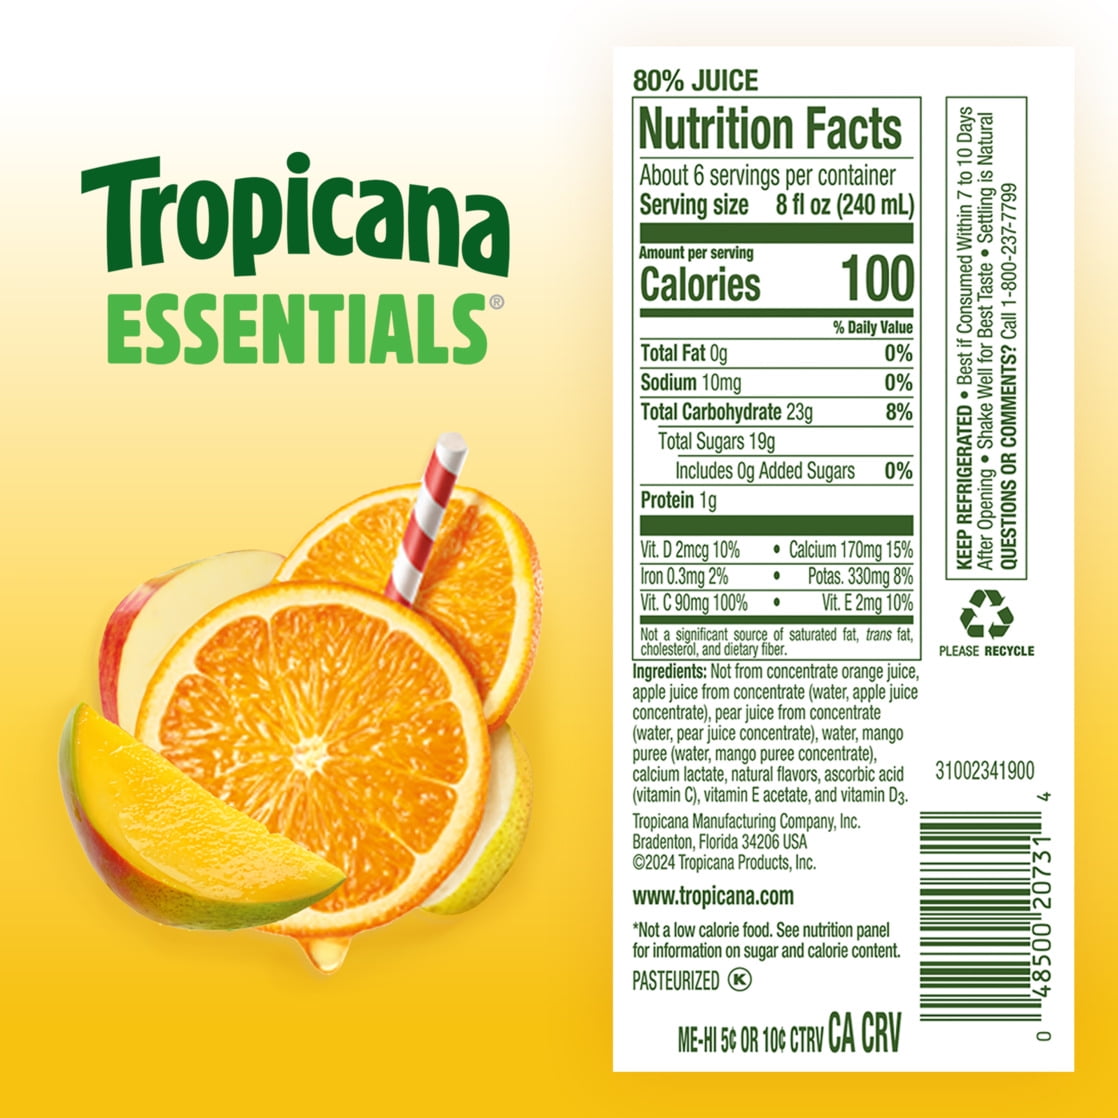 Tropicana
ESSENTIALS®
80% JUICE
Nutrition Facts
About 6 servings per container
Serving size 8 fl oz (240 mL)
Amount per serving
Calories 100
% Daily Value
Total Fat 0g 0%
Sodium 10mg 0%
Total Carbohydrate 23g 8%
Total Sugars 19g
Includes 0g Added Sugars 0%
Protein 1g
Vit. D 2mcg 10% • Calcium 170mg 15%
Iron 0.3mg 2% • Potas. 330mg 8%
Vit. C 90mg 100% • Vit. E 2mg 10%
Not a significant source of saturated fat, trans fat,
cholesterol, and dietary fiber.
Ingredients: Not from concentrate orange juice,
apple juice from concentrate (water, apple juice
concentrate), pear juice from concentrate
(water, pear juice concentrate), water, mango
puree (water, mango puree concentrate),
calcium lactate, natural flavors, ascorbic acid
(vitamin C), vitamin E acetate, and vitamin D3.
Tropicana Manufacturing Company, Inc.
Bradenton, Florida 34206 USA
©2024 Tropicana Products, Inc.
www.tropicana.com
*Not a low calorie food. See nutrition panel
for information on sugar and calorie content.
PASTEURIZED K
ME-HI 5¢ OR 10¢ CTRV CA CRV
KEEP REFRIGERATED • Best if Consumed Within 7 to 10 Days
After Opening • Shake Well for Best Taste • Settling is Natural
QUESTIONS OR COMMENTS? Call 1-800-237-7799
PLEASE RECYCLE
31002341900
0 48500 20731 4